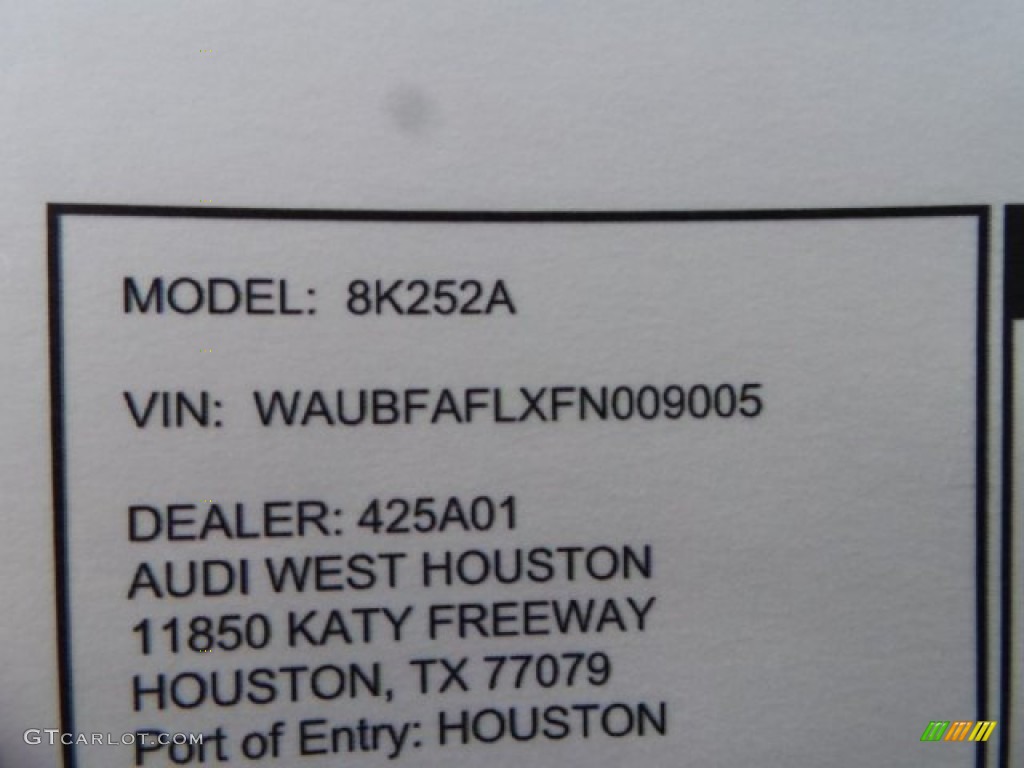 MODEL: 8K252A
VIN: WAUBFAFLXFN009005
DEALER: 425A01
AUDI WEST HOUSTON
11850 KATY FREEWAY
HOUSTON, TX 77079
Port of Entry: HOUSTON
GTcarlot.com